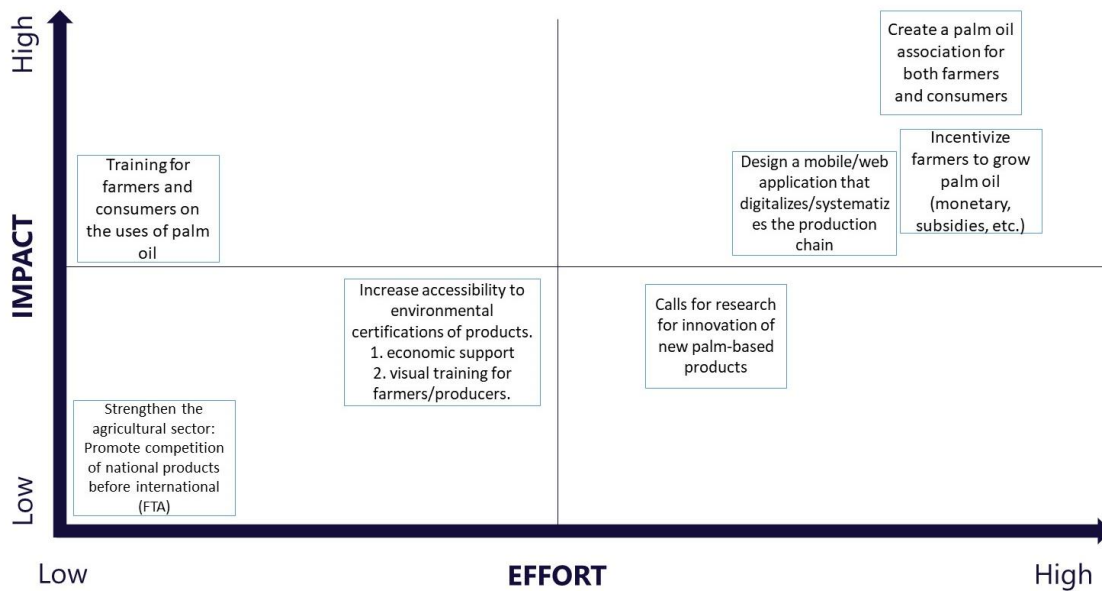 High
Create a palm oil
association for
both farmers
and consumers
Training for
farmers and
consumers on
the uses of palm
oil
Design a mobile/web
application that
digitalizes/systematiz
es the production
chain
Incentivize
farmers to grow
palm oil
(monetary,
subsidies, etc.)
IMPACT
Increase accessibility to
environmental
certifications of products.
1. economic support
2. visual training for
farmers/producers.
Calls for research
for innovation of
new palm-based
products
Strengthen the
agricultural sector:
Promote competition
of national products
before international
(FTA)
Low
Low
EFFORT
High